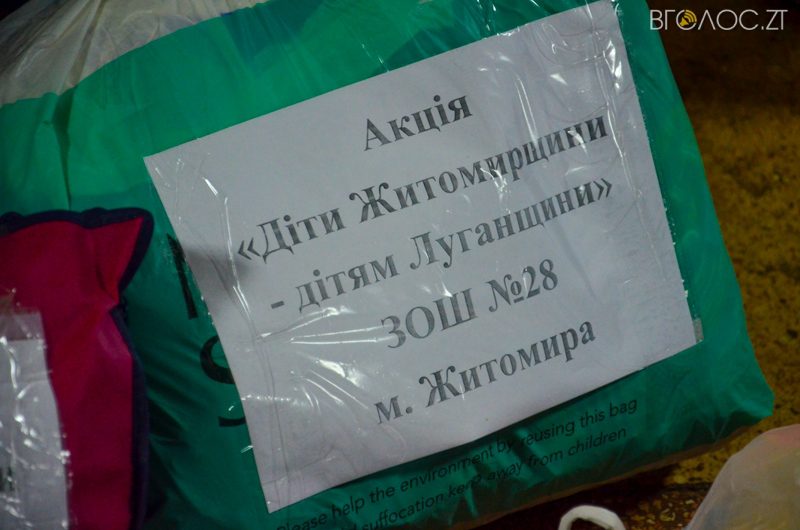 ВГОЛОС.ZT
Акція
«Діти Житомирщини
- дітям Луганщини»
ЗОШ №28
м. Житомира
Please help the environment by reusing this bag
suffocation keep away from children